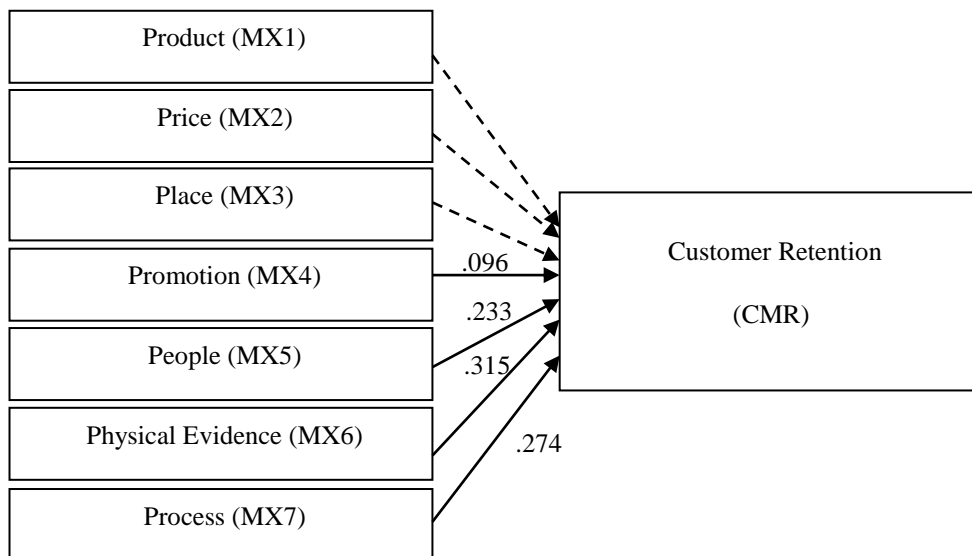 Product (MX1)
Price (MX2)
Place (MX3)
Promotion (MX4)
People (MX5)
Physical Evidence (MX6)
Process (MX7)
.096
.233
.315
.274
Customer Retention
(CMR)